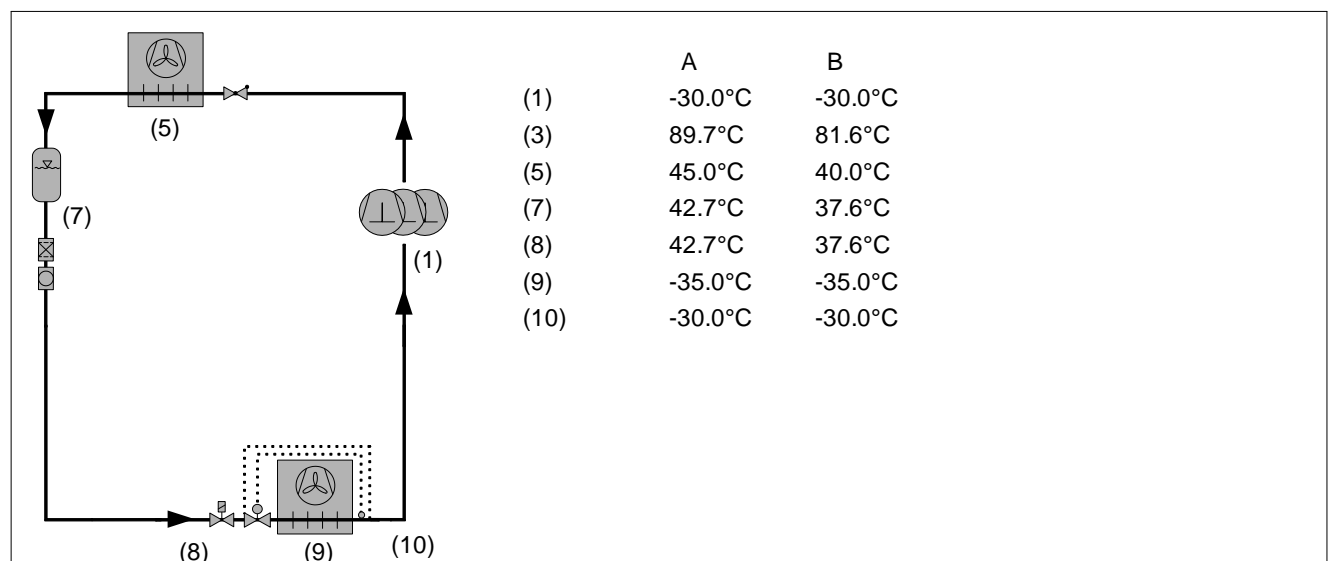 A B
(1) -30.0°C -30.0°C
(3) 89.7°C 81.6°C
(5) 45.0°C 40.0°C
(7) 42.7°C 37.6°C
(8) 42.7°C 37.6°C
(9) -35.0°C -35.0°C
(10) -30.0°C -30.0°C
(5)
(7)
(1)
(8) (9) (10)